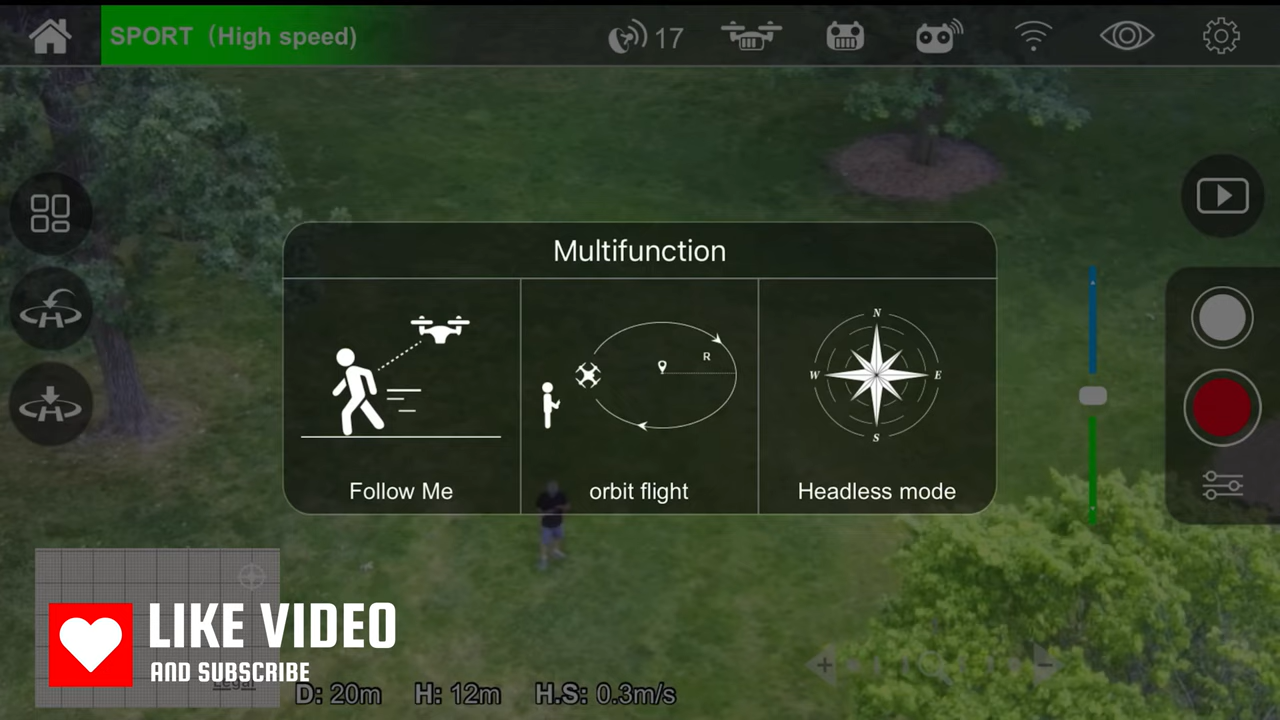 SPORT (High speed)
17
Multifunction
R
N
W
E
S
Follow Me
orbit flight
Headless mode
LIKE VIDEO
AND SUBSCRIBE
Legal
D: 20m H: 12m H.S: 0.3m/s